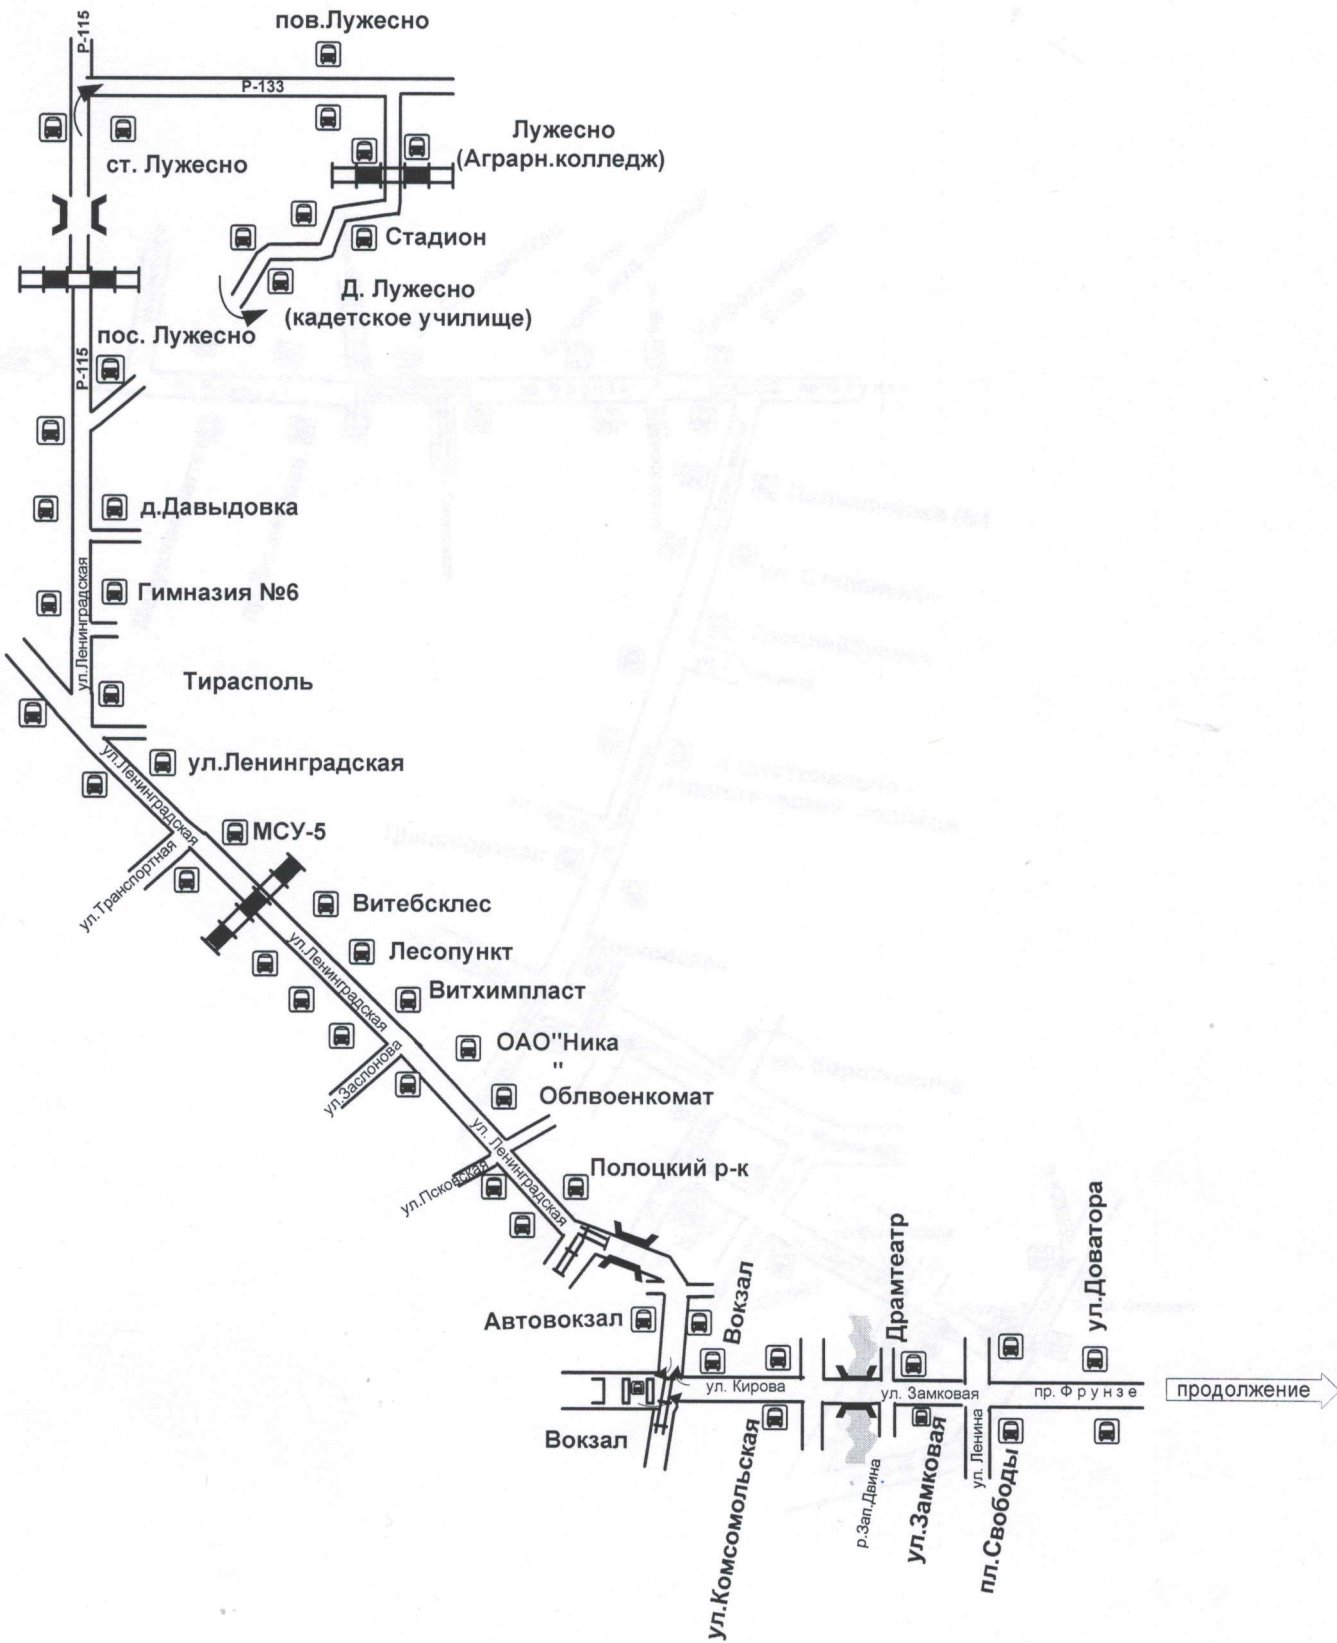 Р-115
пов.Лужесно
Р-133
Лужесно
(Аграрн.колледж)
ст. Лужесно
Стадион
Д. Лужесно
(кадетское училище)
пос. Лужесно
Р-115
д.Давыдовка
ул.Ленинградская
Гимназия №6
Тирасполь
ул.Ленинградская
ул.Ленинградская
МСУ-5
ул.Транспортная
Витебсклес
ул.Ленинградская
Лесопункт
Витхимпласт
ОАО"Ника
"
ул.Заслонова
Облвоенкомат
ул. Ленинградская
Полоцкий р-к
ул.Псковская
Автовокзал
Вокзал
Драмтеатр
ул.Доватора
ул. Кирова
ул. Замковая
пр. Фрунзе
продолжение
Вокзал
ул.Комсомольская
р.Зап.Двина
ул.Замковая
ул. Ленина
пл.Свободы